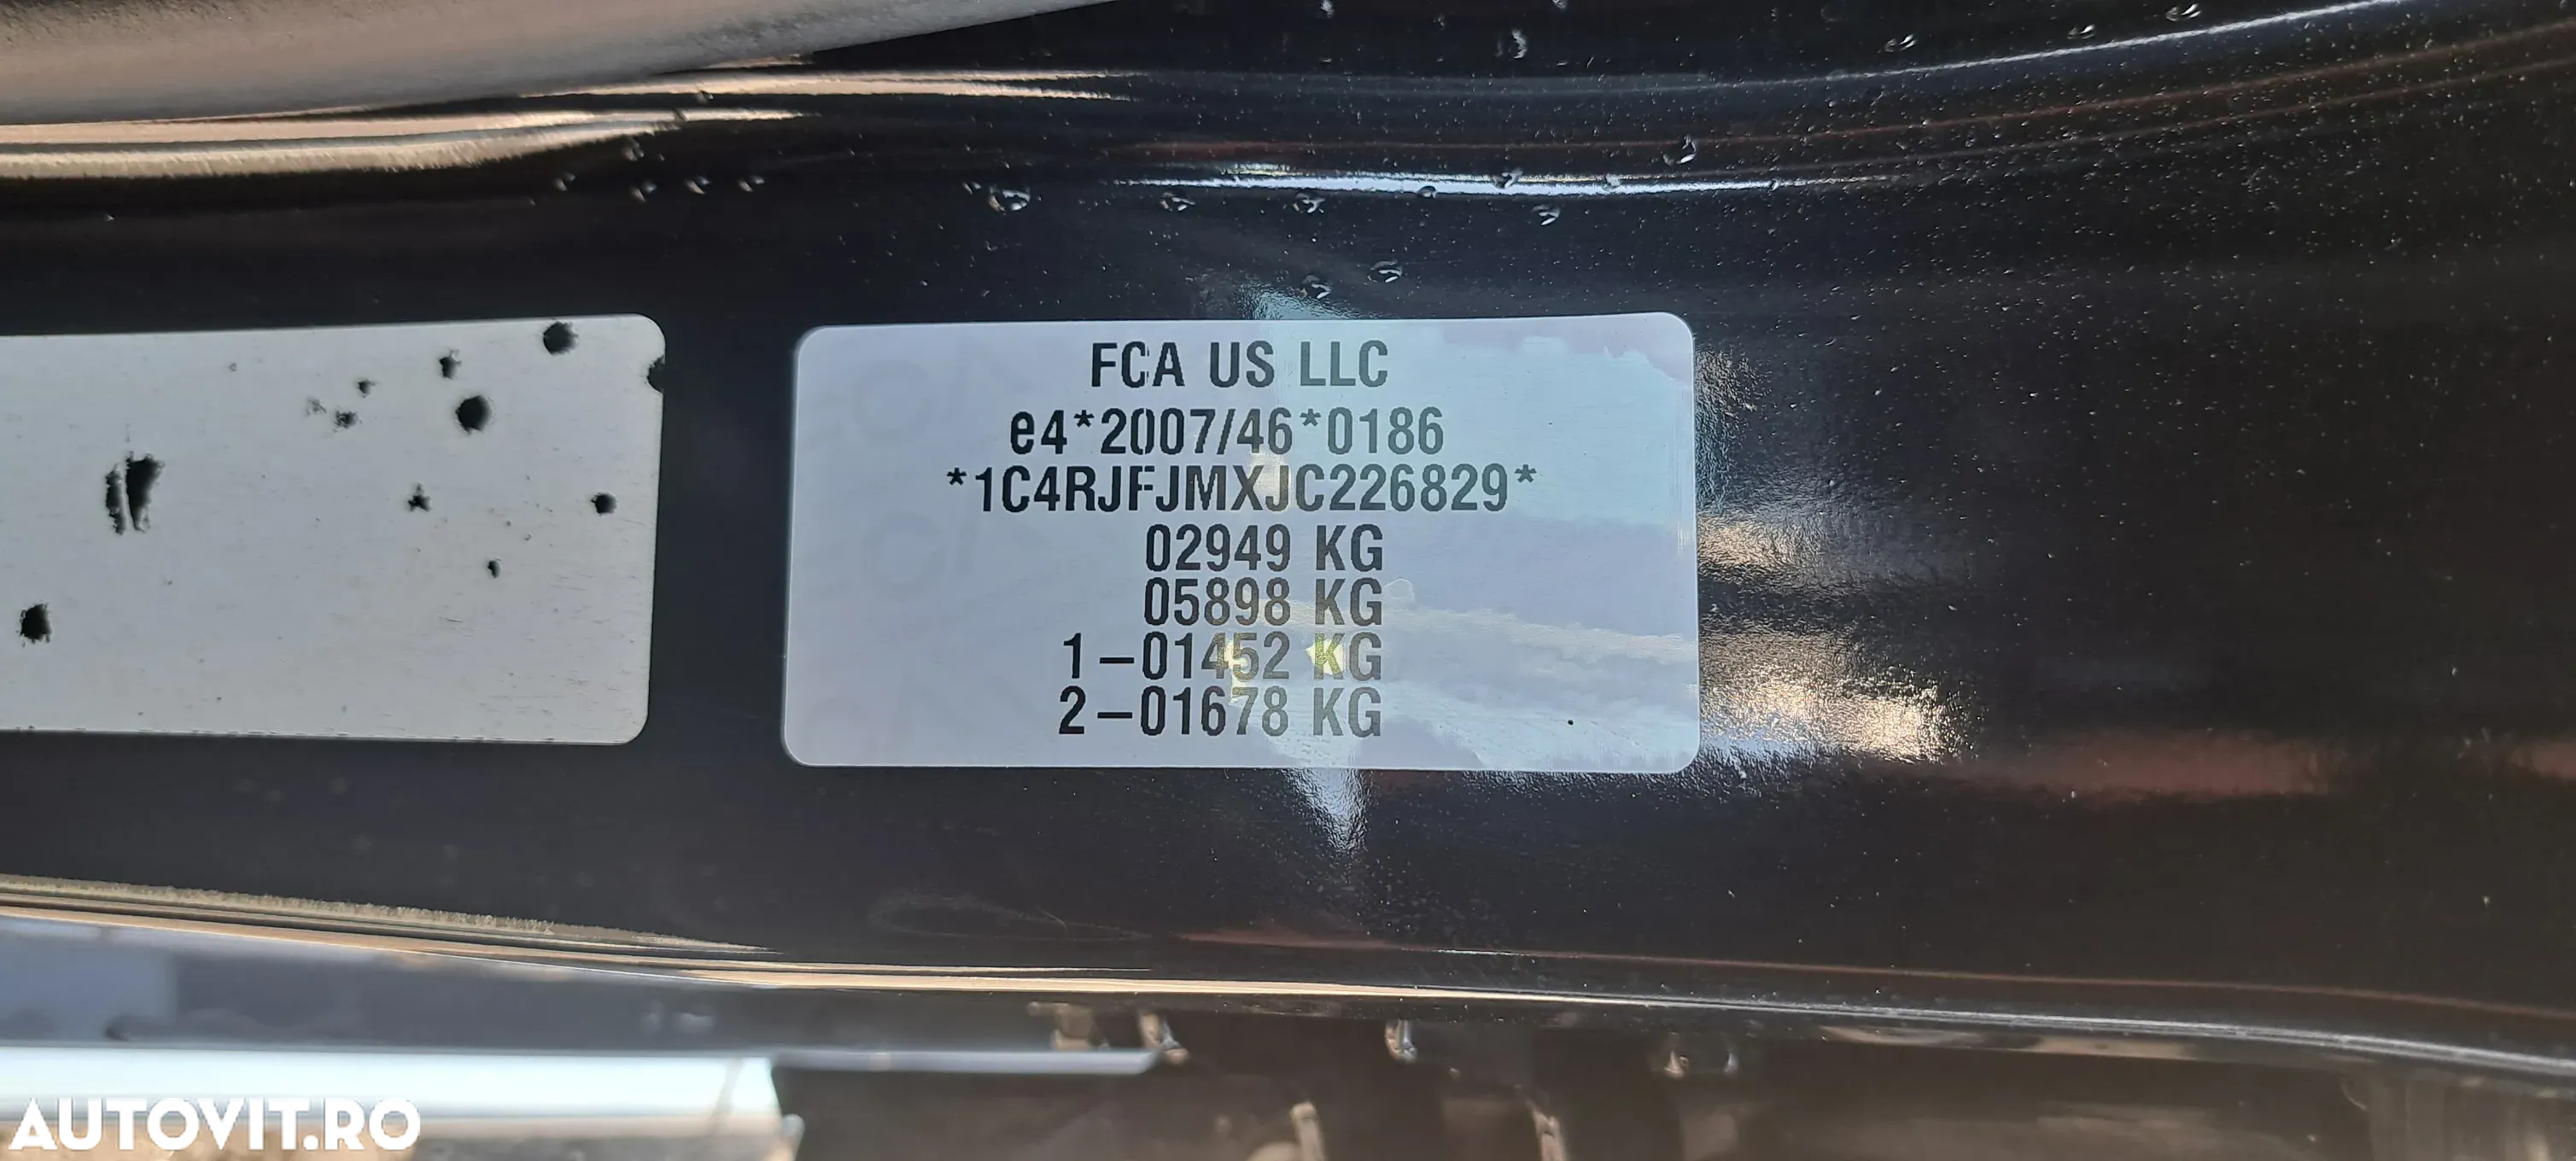 FCA US LLC
e4*2007/46*0186
*1C4RJFJMXJC226829*
02949 KG
05898 KG
1-01452 KG
2-01678 KG
AUTOVIT.RO